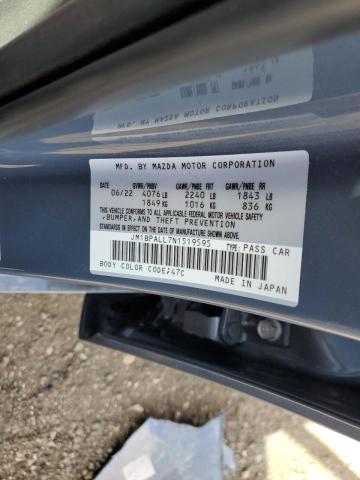 MFD. BY MAZDA MOTOR CORPORATION
GVWR/PNBV GAWR/PNBE FRT GAWR/PNBE RR
06/22 4076 LB 2240 LB 1843 LB
1849 KG 1016 KG 836 KG
THIS VEHICLE CONFORMS TO ALL APPLICABLE FEDERAL MOTOR VEHICLE SAFETY
, BUMPER, AND THEFT PREVENTION
STANDARDS IN EFFECT ON THE DATE OF MANUFACTURE SHOWN ABOVE.
JM1BPALL7N1519595 TYPE: PASS CAR
BODY COLOR CODE/47C
MADE IN JAPAN